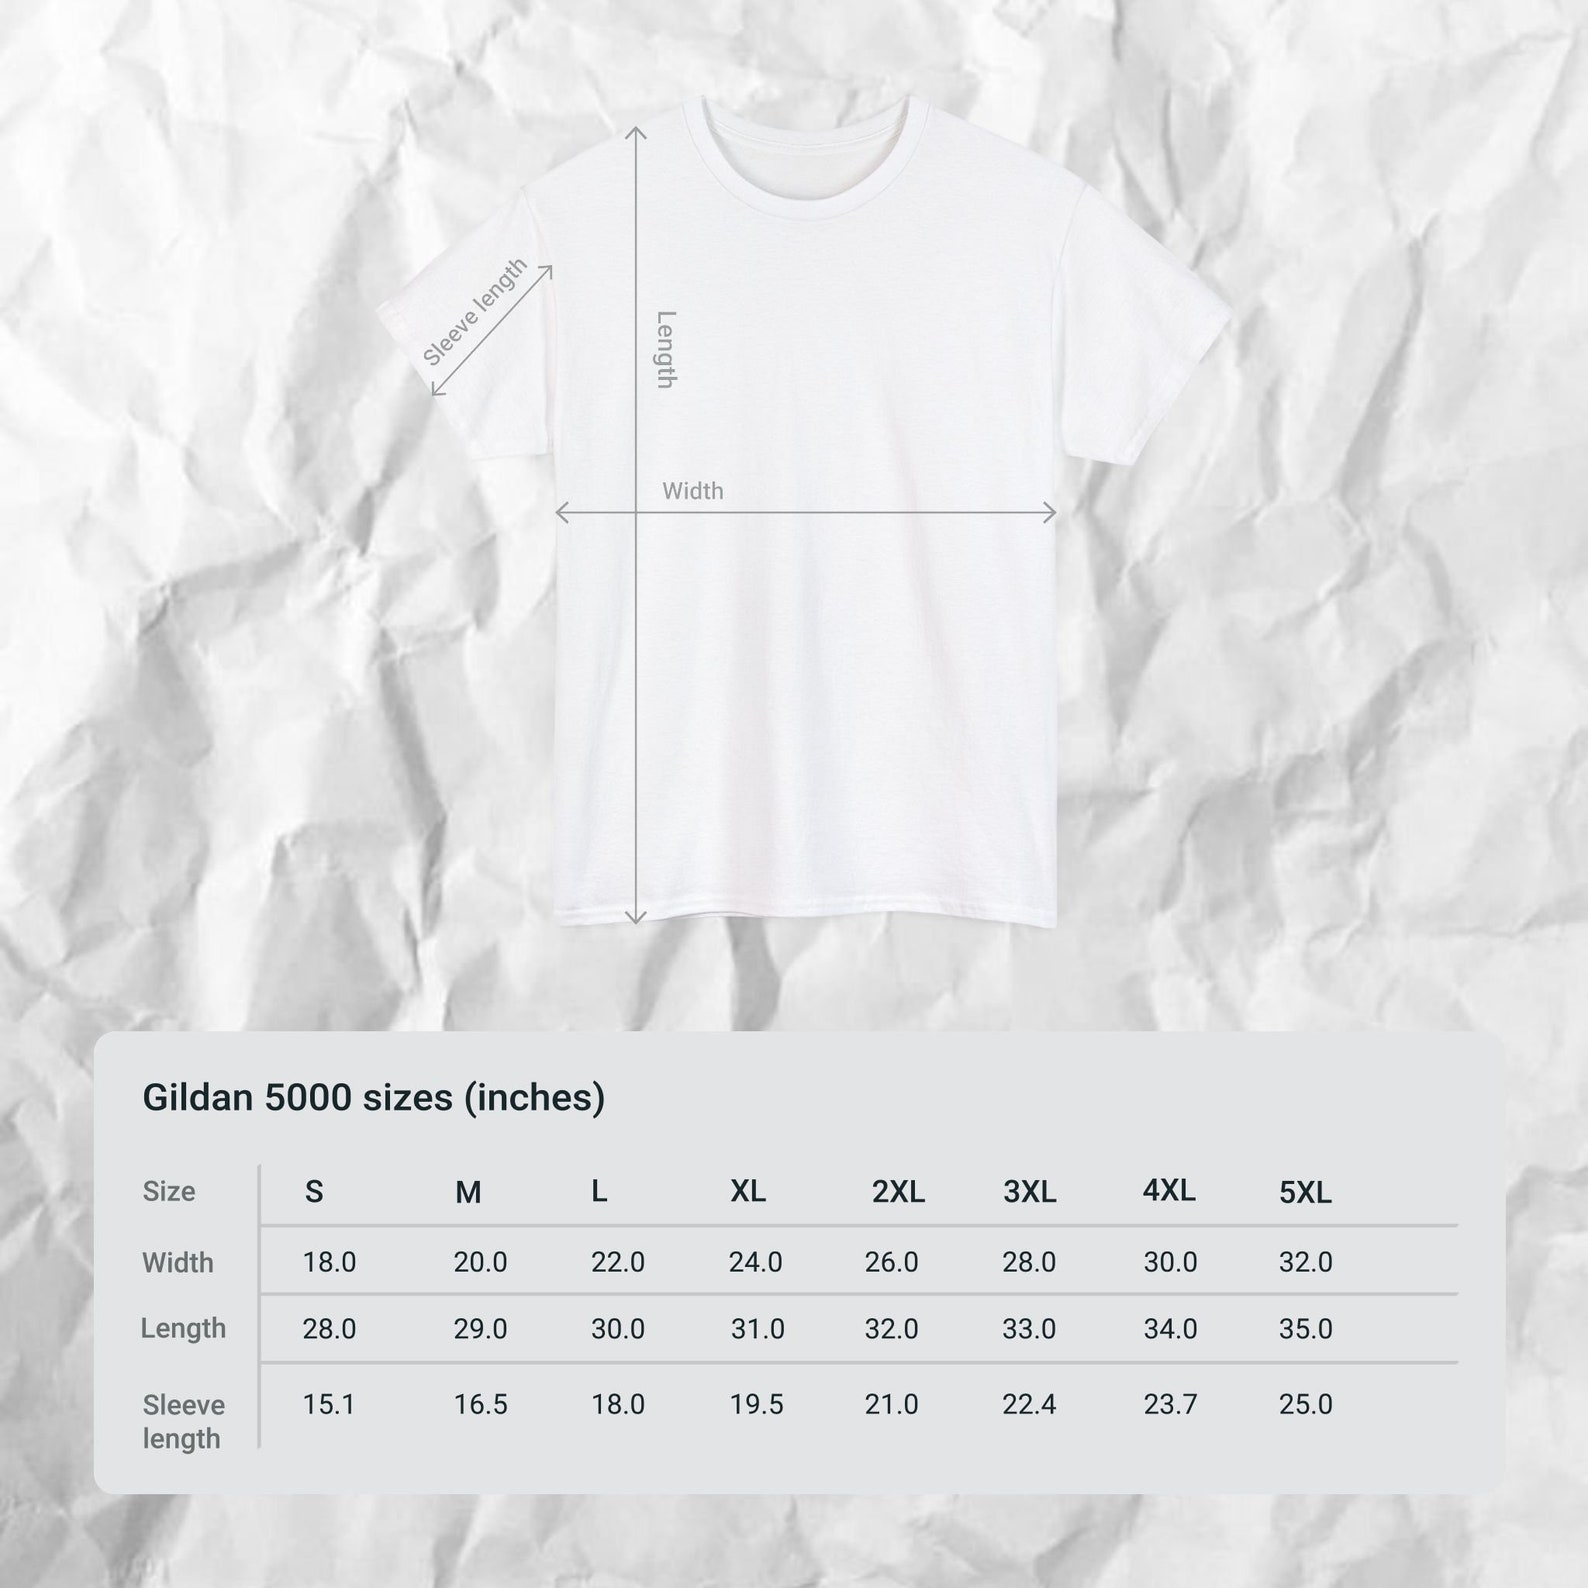 Sleeve length
Length
Width
Gildan 5000 sizes (inches)
Size S M L XL 2XL 3XL 4XL 5XL
Width 18.0 20.0 22.0 24.0 26.0 28.0 30.0 32.0
Length 28.0 29.0 30.0 31.0 32.0 33.0 34.0 35.0
Sleeve
length 15.1 16.5 18.0 19.5 21.0 22.4 23.7 25.0